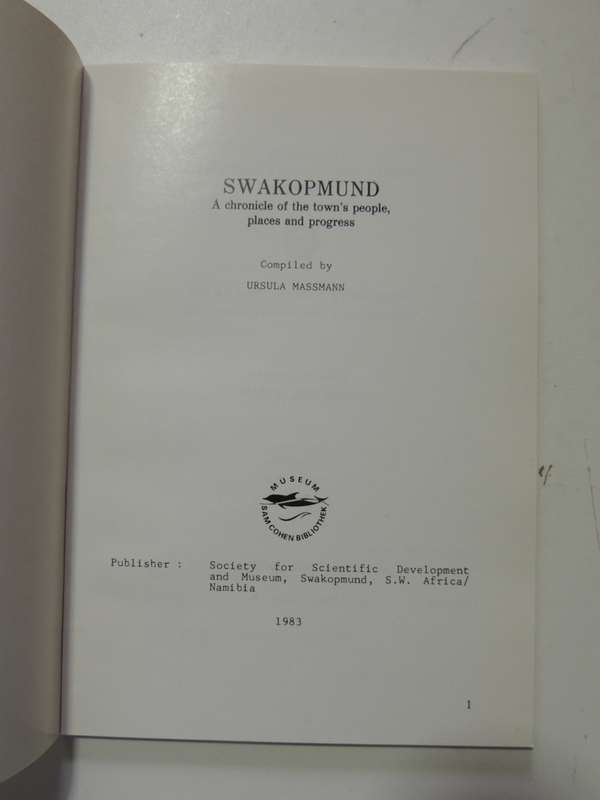 SWAKOPMUND
A chronicle of the town's people,
places and progress
Compiled by
URSULA MASSMANN
MUSEUM
SAM COHEN BIBLIOTHEK
Publisher : Society for Scientific Development
and Museum, Swakopmund, S.W. Africa/
Namibia
1983
1